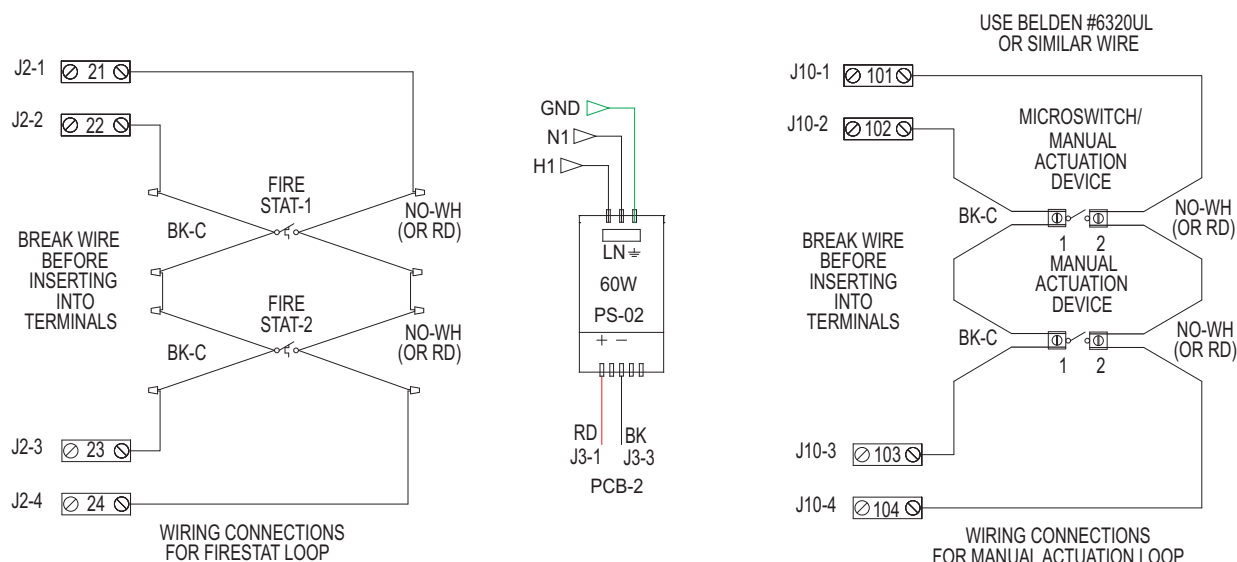 J2-1
21
J2-2
22
FIRE
STAT-1
BK-C
NO-WH
(OR RD)
BREAK WIRE
BEFORE
INSERTING
INTO
TERMINALS
FIRE
STAT-2
BK-C
NO-WH
(OR RD)
J2-3
23
J2-4
24
WIRING CONNECTIONS
FOR FIRESTAT LOOP
GND
N1
H1
LN
60W
PS-02
+ −
RD
BK
J3-1
J3-3
PCB-2
USE BELDEN #6320UL
OR SIMILAR WIRE
J10-1
101
J10-2
102
MICROSWITCH/
MANUAL
ACTUATION
DEVICE
BK-C
NO-WH
(OR RD)
1 2
BREAK WIRE
BEFORE
INSERTING
INTO
TERMINALS
MANUAL
ACTUATION
DEVICE
BK-C
NO-WH
(OR RD)
1 2
J10-3
103
J10-4
104
WIRING CONNECTIONS
FOR MANUAL ACTUATION LOOP